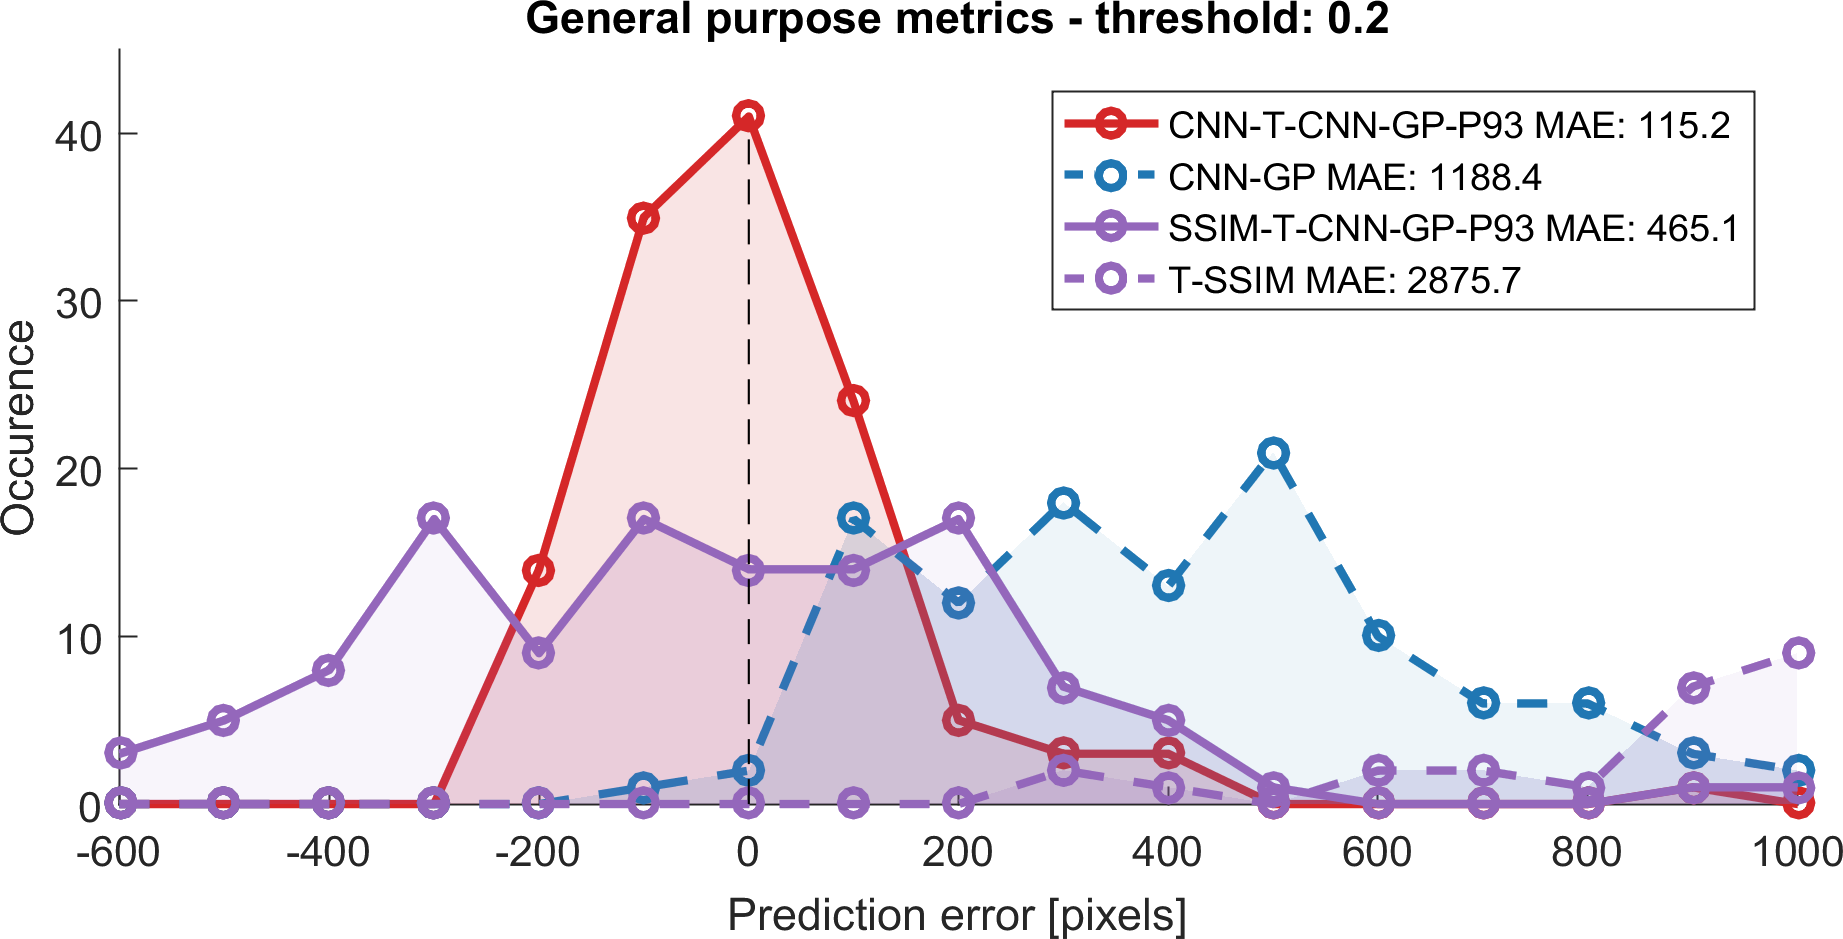 General purpose metrics - threshold: 0.2
CNN-T-CNN-GP-P93 MAE: 115.2
CNN-GP MAE: 1188.4
SSIM-T-CNN-GP-P93 MAE: 465.1
T-SSIM MAE: 2875.7
Occurence
40
30
20
10
0
-600 -400 -200 0 200 400 600 800 1000
Prediction error [pixels]